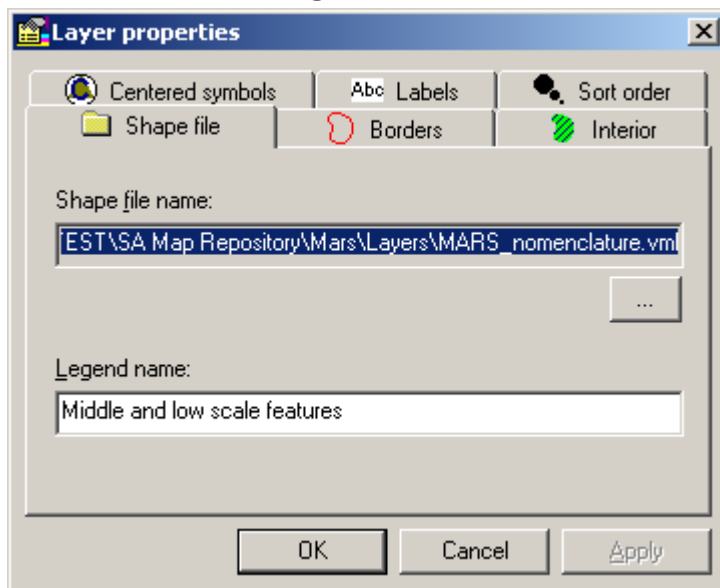 Layer properties
Centered symbols
Abc Labels
Sort order
Shape file
Borders
Interior
Shape file name:
EST\SA Map Repository\Mars\Layers\MARS_nomenclature.vml
...
Legend name:
Middle and low scale features
OK
Cancel
Apply